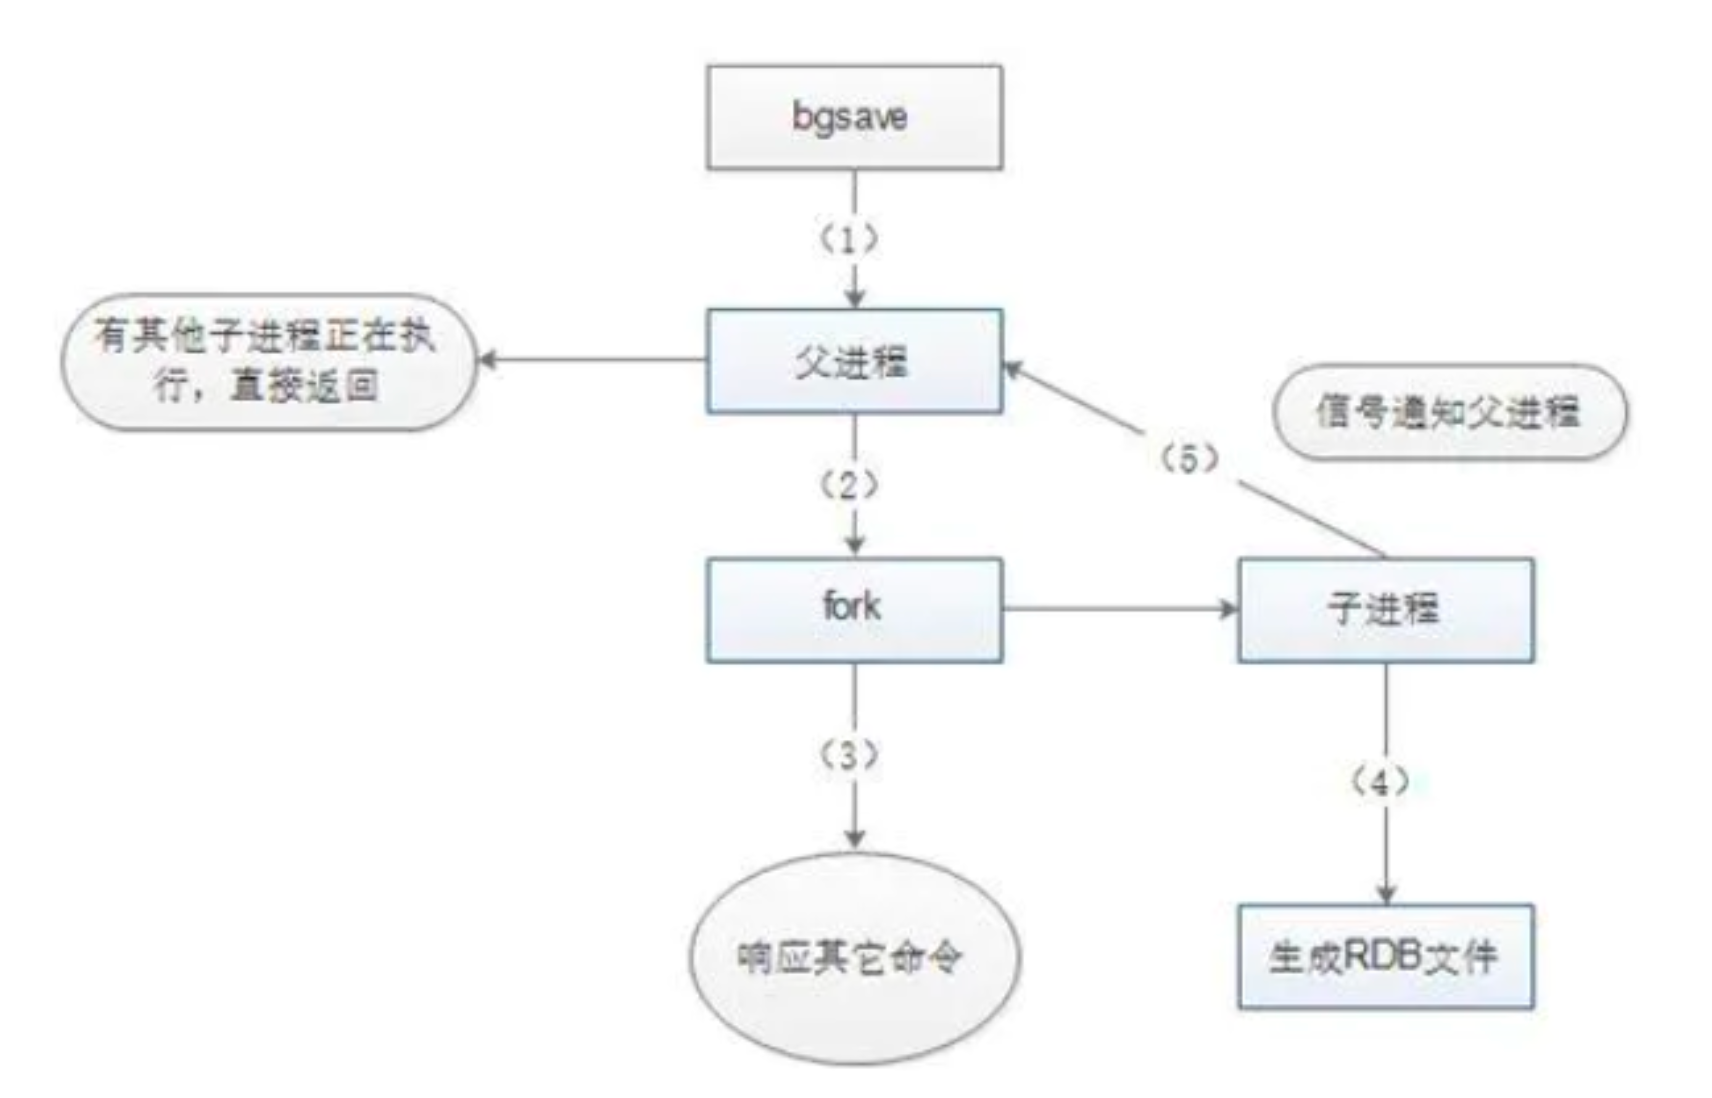 bgsave
（1）
有其他子进程正在执
行，直接返回
父进程
信号通知父进程
（5）
（2）
fork
子进程
（3）
（4）
响应其它命令
生成RDB文件